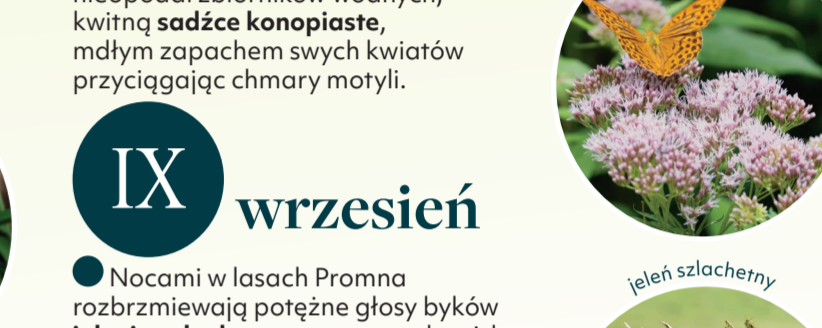 kwitną sadźce konopiaste,
mdłym zapachem swych kwiatów
przyciągając chmary motyli.
IX
wrzesień
Nocami w lasach Promna
rozbrzmiewają potężne głosy byków
jeleń szlachetny